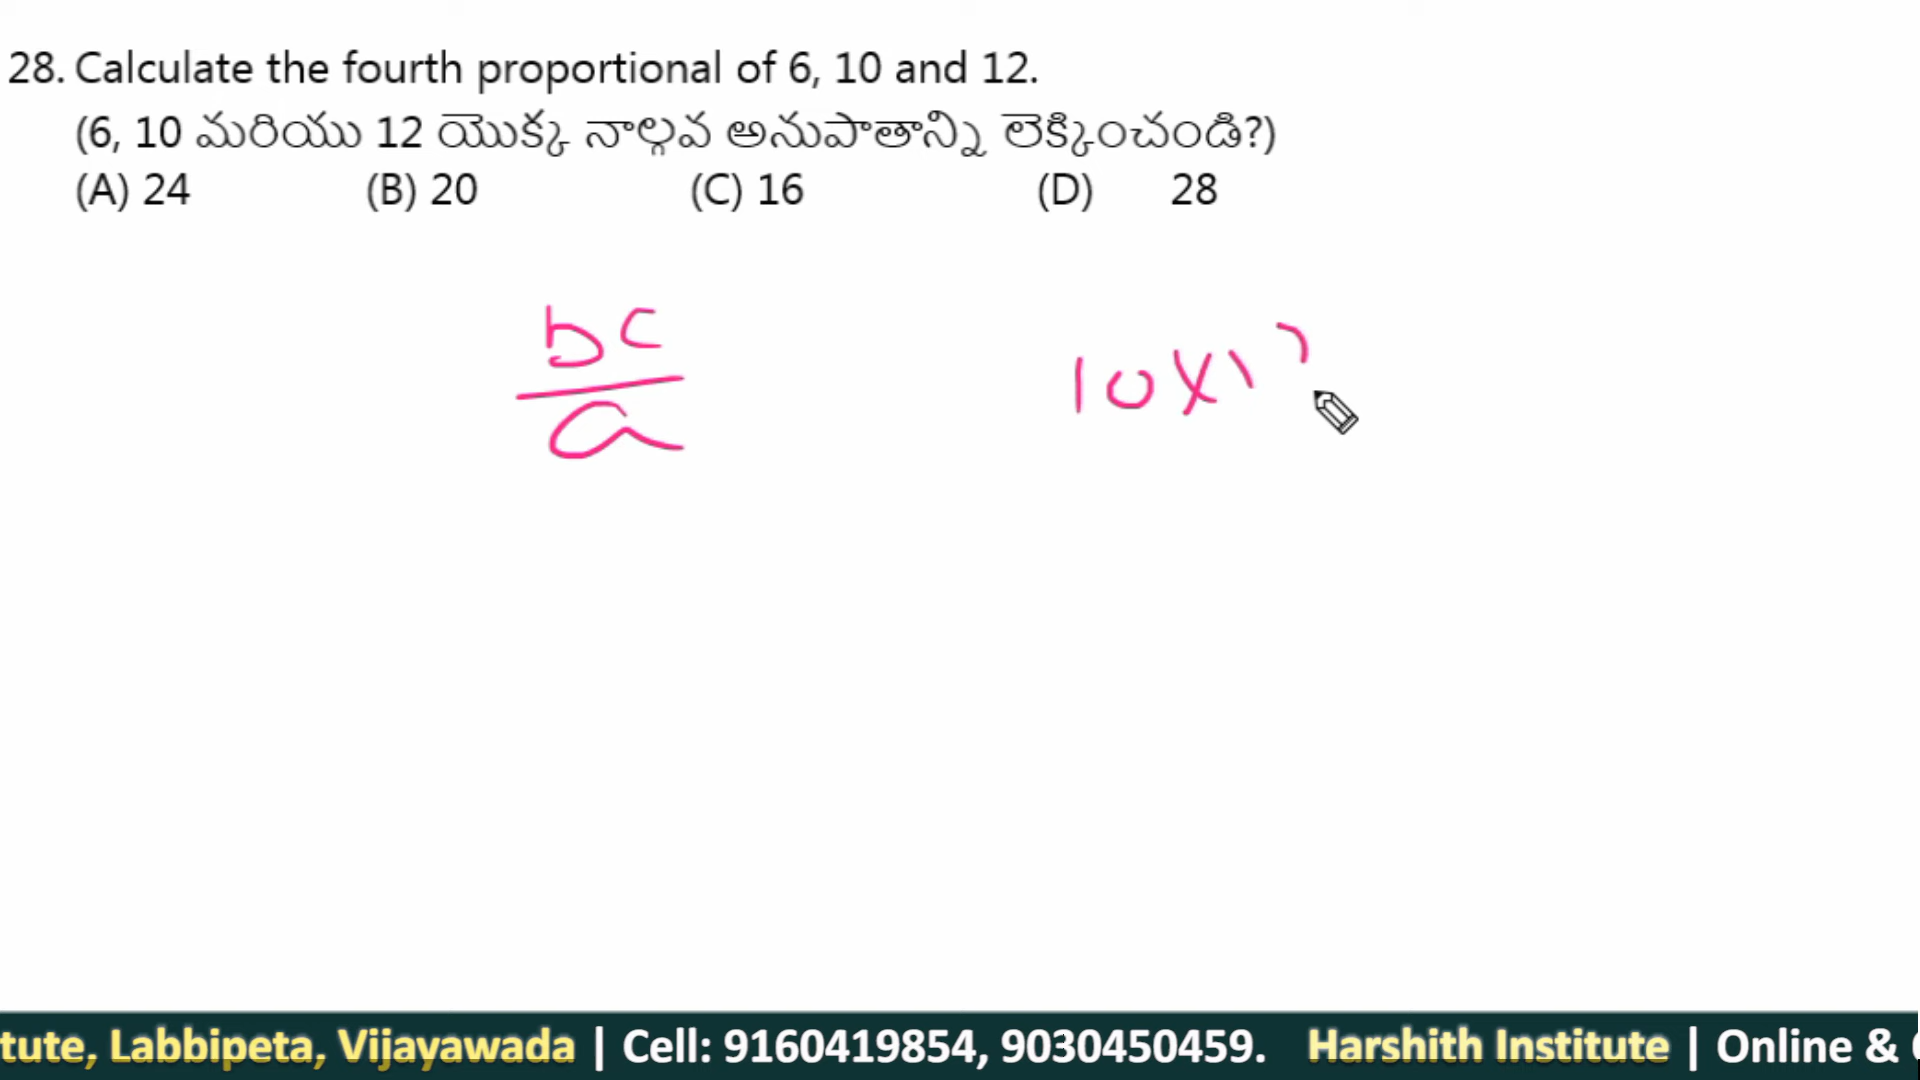 28. Calculate the fourth proportional of 6, 10 and 12.
(6, 10 మరియు 12 యొక్క నాల్గవ అనుపాతాన్ని లెక్కించండి?)
(A) 24 (B) 20 (C) 16 (D) 28
bc
a
10x1
tute, Labbipeta, Vijayawada | Cell: 9160419854, 9030450459. Harshith Institute | Online &